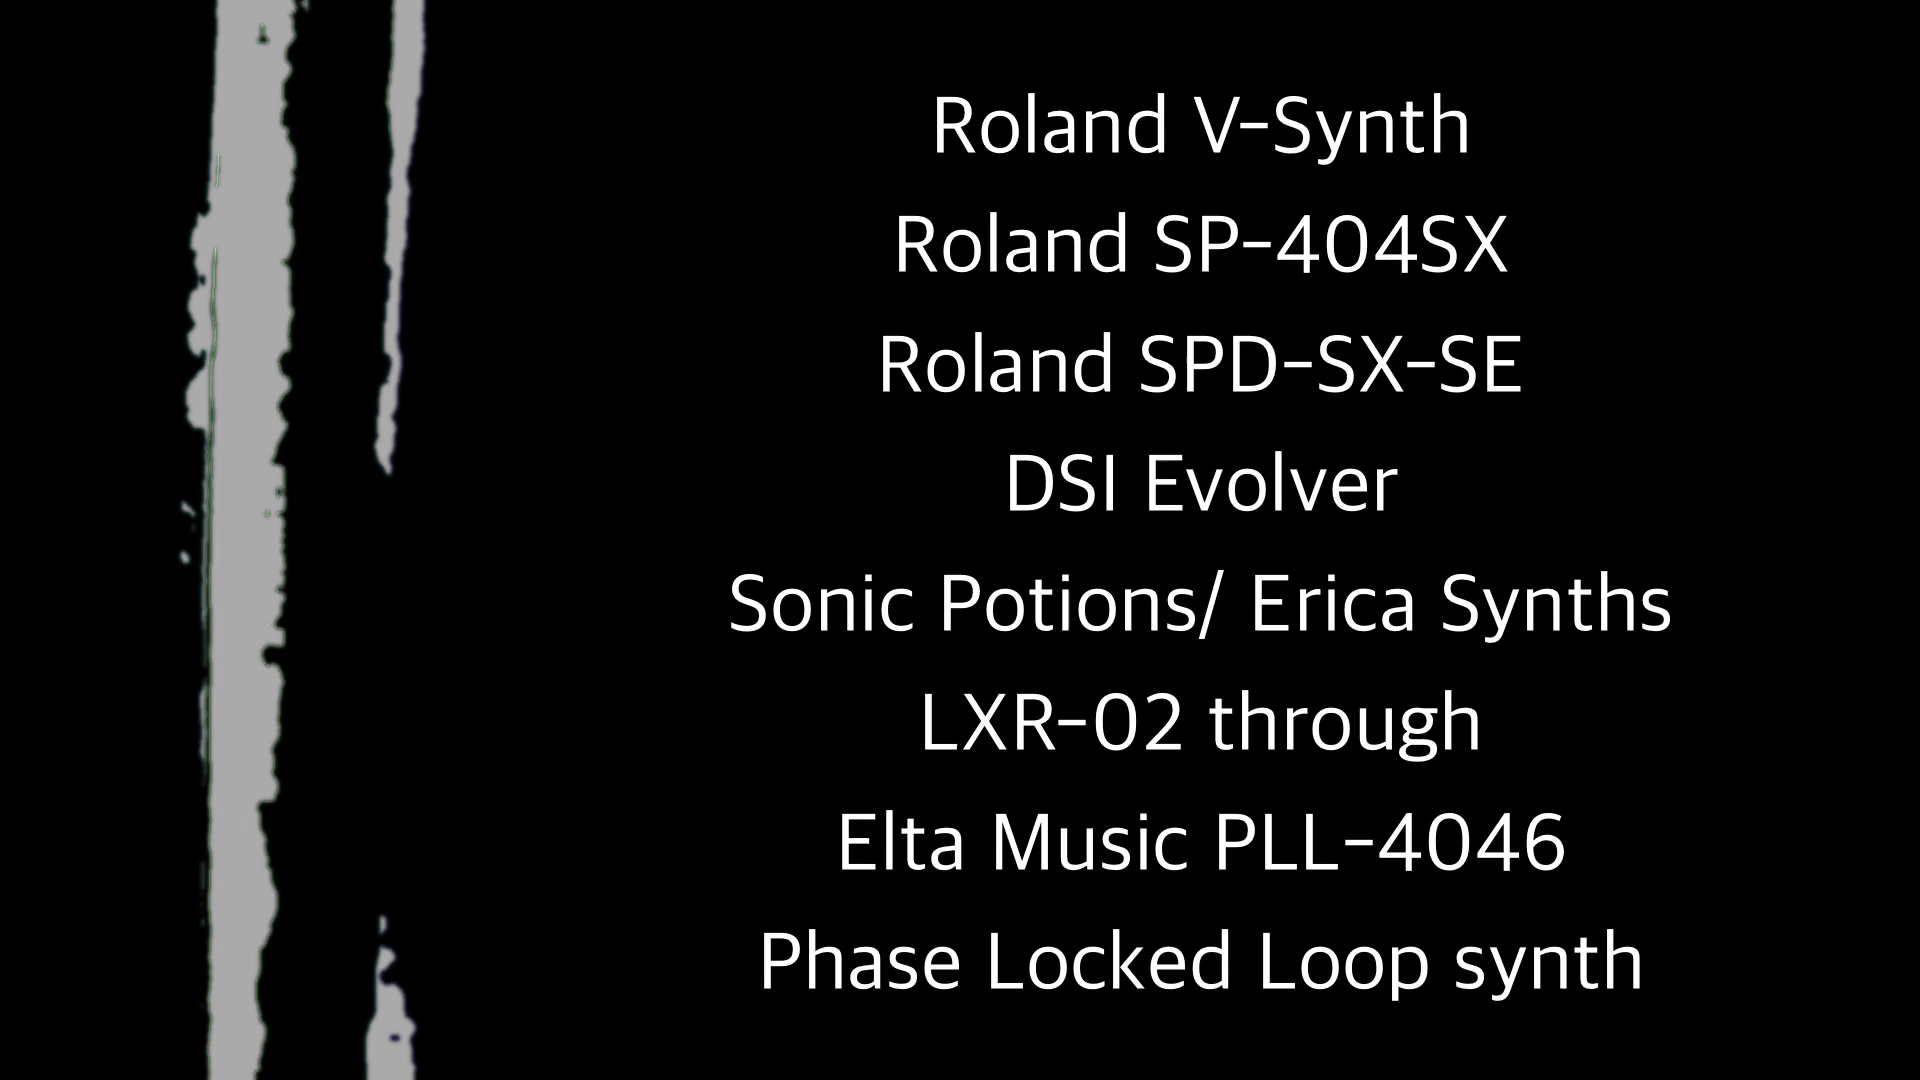 Roland V-Synth
Roland SP-404SX
Roland SPD-SX-SE
DSI Evolver
Sonic Potions/ Erica Synths
LXR-02 through
Elta Music PLL-4046
Phase Locked Loop synth